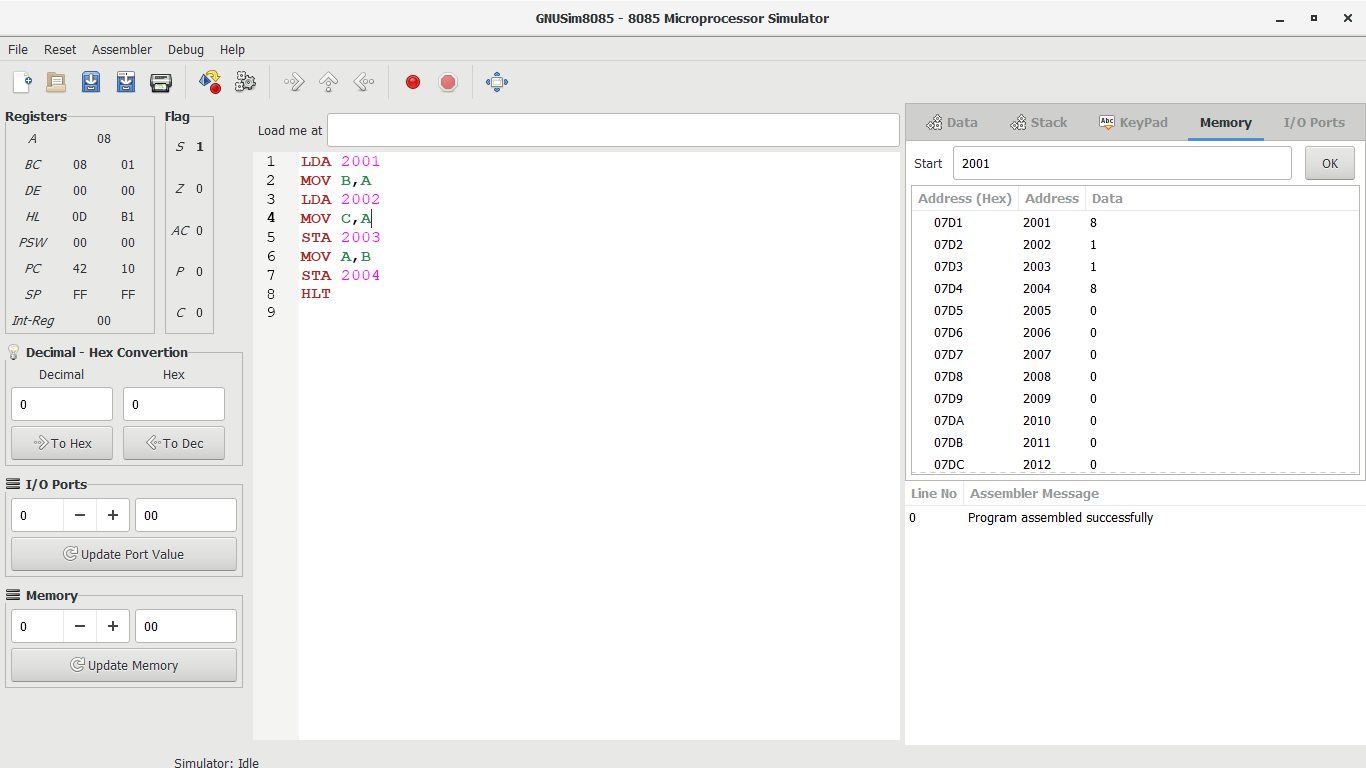 GNUSim8085 - 8085 Microprocessor Simulator
File Reset Assembler Debug Help
Registers
A 08
BC 08 01
DE 00 00
HL 0D B1
PSW 00 00
PC 42 10
SP FF FF
Int-Reg 00
Flag
S 1
Z 0
AC 0
P 0
C 0
Decimal - Hex Convertion
Decimal Hex
0 0
To Hex To Dec
I/O Ports
0 − + 00
Update Port Value
Memory
0 − + 00
Update Memory
Load me at
1 LDA 2001
2 MOV B,A
3 LDA 2002
4 MOV C,A
5 STA 2003
6 MOV A,B
7 STA 2004
8 HLT
9
Data Stack Abc KeyPad Memory I/O Ports
Start 2001 OK
Address (Hex) Address Data
07D1 2001 8
07D2 2002 1
07D3 2003 1
07D4 2004 8
07D5 2005 0
07D6 2006 0
07D7 2007 0
07D8 2008 0
07D9 2009 0
07DA 2010 0
07DB 2011 0
07DC 2012 0
Line No Assembler Message
0 Program assembled successfully
Simulator: Idle